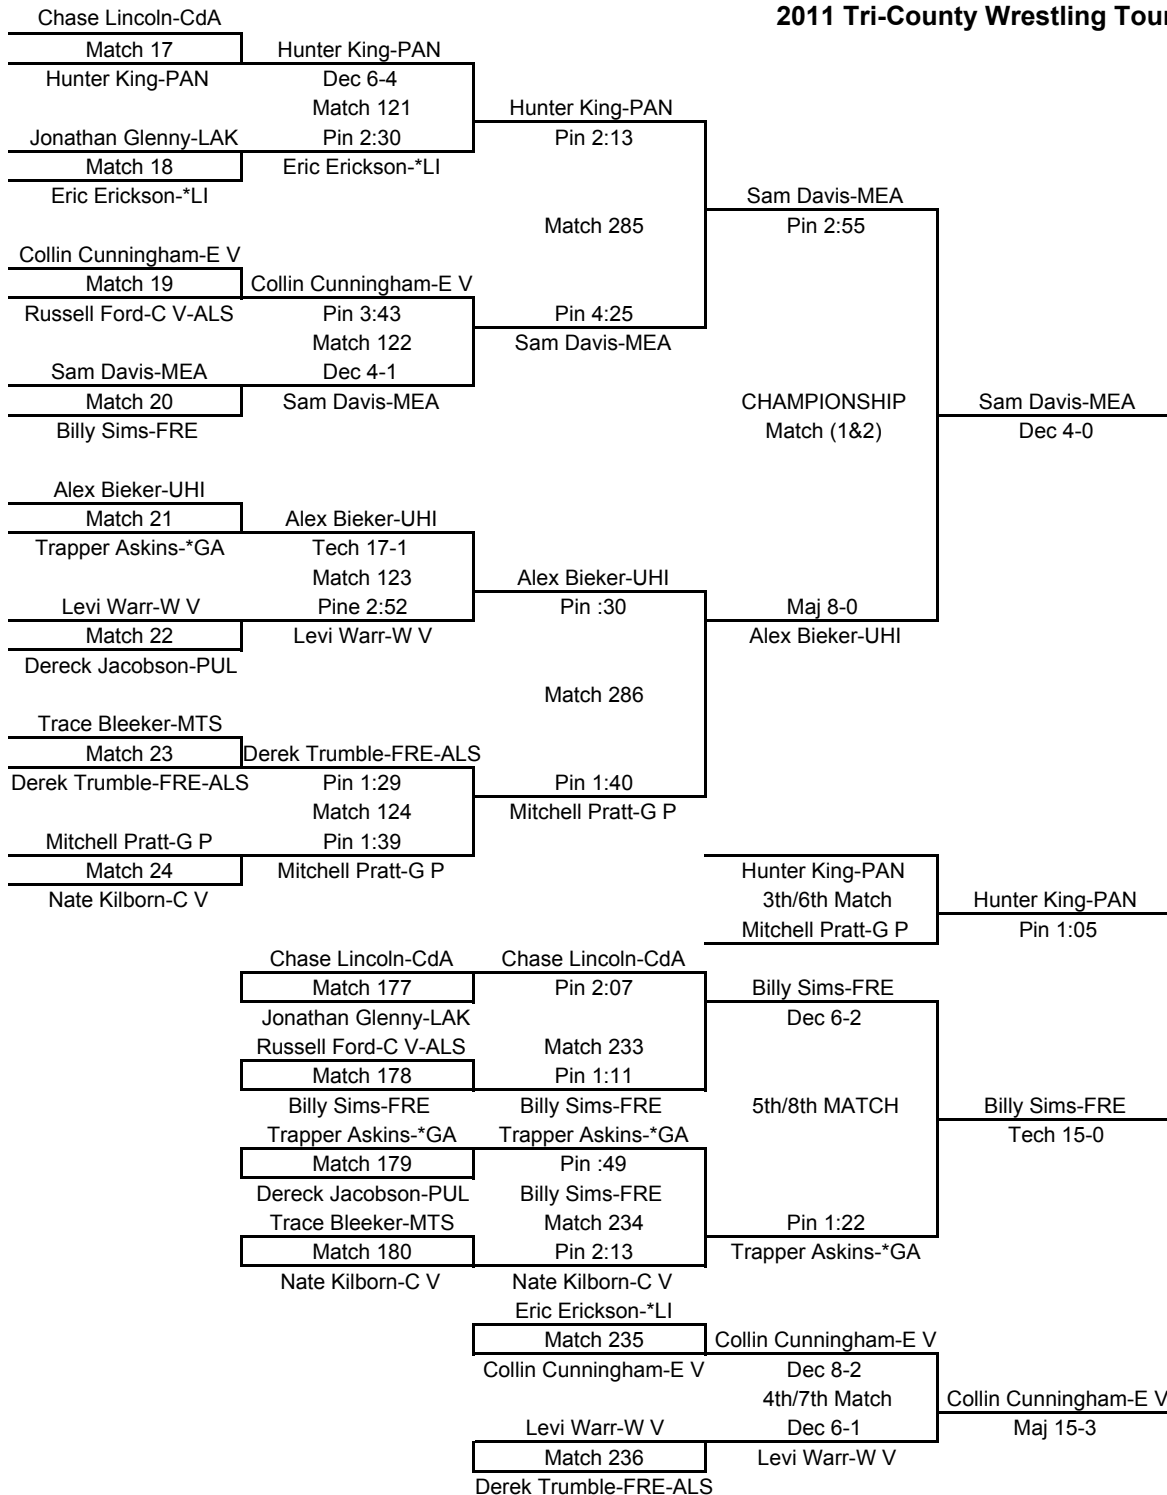 2011 Tri-County Wrestling Tour
Chase Lincoln-CdA
Match 17
Hunter King-PAN
Hunter King-PAN
Dec 6-4
Match 121
Hunter King-PAN
Jonathan Glenny-LAK
Pin 2:30
Pin 2:13
Match 18
Eric Erickson-*LI
Eric Erickson-*LI
Sam Davis-MEA
Match 285
Pin 2:55
Collin Cunningham-E V
Match 19
Collin Cunningham-E V
Russell Ford-C V-ALS
Pin 3:43
Pin 4:25
Match 122
Sam Davis-MEA
Sam Davis-MEA
Dec 4-1
Match 20
Sam Davis-MEA
CHAMPIONSHIP
Sam Davis-MEA
Billy Sims-FRE
Match (1&2)
Dec 4-0
Alex Bieker-UHI
Match 21
Alex Bieker-UHI
Trapper Askins-*GA
Tech 17-1
Match 123
Alex Bieker-UHI
Levi Warr-W V
Pine 2:52
Pin :30
Maj 8-0
Match 22
Levi Warr-W V
Alex Bieker-UHI
Dereck Jacobson-PUL
Match 286
Trace Bleeker-MTS
Match 23
Derek Trumble-FRE-ALS
Derek Trumble-FRE-ALS
Pin 1:29
Pin 1:40
Match 124
Mitchell Pratt-G P
Mitchell Pratt-G P
Pin 1:39
Match 24
Mitchell Pratt-G P
Hunter King-PAN
Nate Kilborn-C V
3th/6th Match
Hunter King-PAN
Mitchell Pratt-G P
Pin 1:05
Chase Lincoln-CdA
Chase Lincoln-CdA
Match 177
Pin 2:07
Billy Sims-FRE
Jonathan Glenny-LAK
Dec 6-2
Russell Ford-C V-ALS
Match 233
Match 178
Pin 1:11
Billy Sims-FRE
Billy Sims-FRE
5th/8th MATCH
Billy Sims-FRE
Trapper Askins-*GA
Trapper Askins-*GA
Tech 15-0
Match 179
Pin :49
Dereck Jacobson-PUL
Billy Sims-FRE
Trace Bleeker-MTS
Match 234
Pin 1:22
Match 180
Pin 2:13
Trapper Askins-*GA
Nate Kilborn-C V
Nate Kilborn-C V
Eric Erickson-*LI
Match 235
Collin Cunningham-E V
Collin Cunningham-E V
Dec 8-2
4th/7th Match
Collin Cunningham-E V
Levi Warr-W V
Dec 6-1
Maj 15-3
Match 236
Levi Warr-W V
Derek Trumble-FRE-ALS